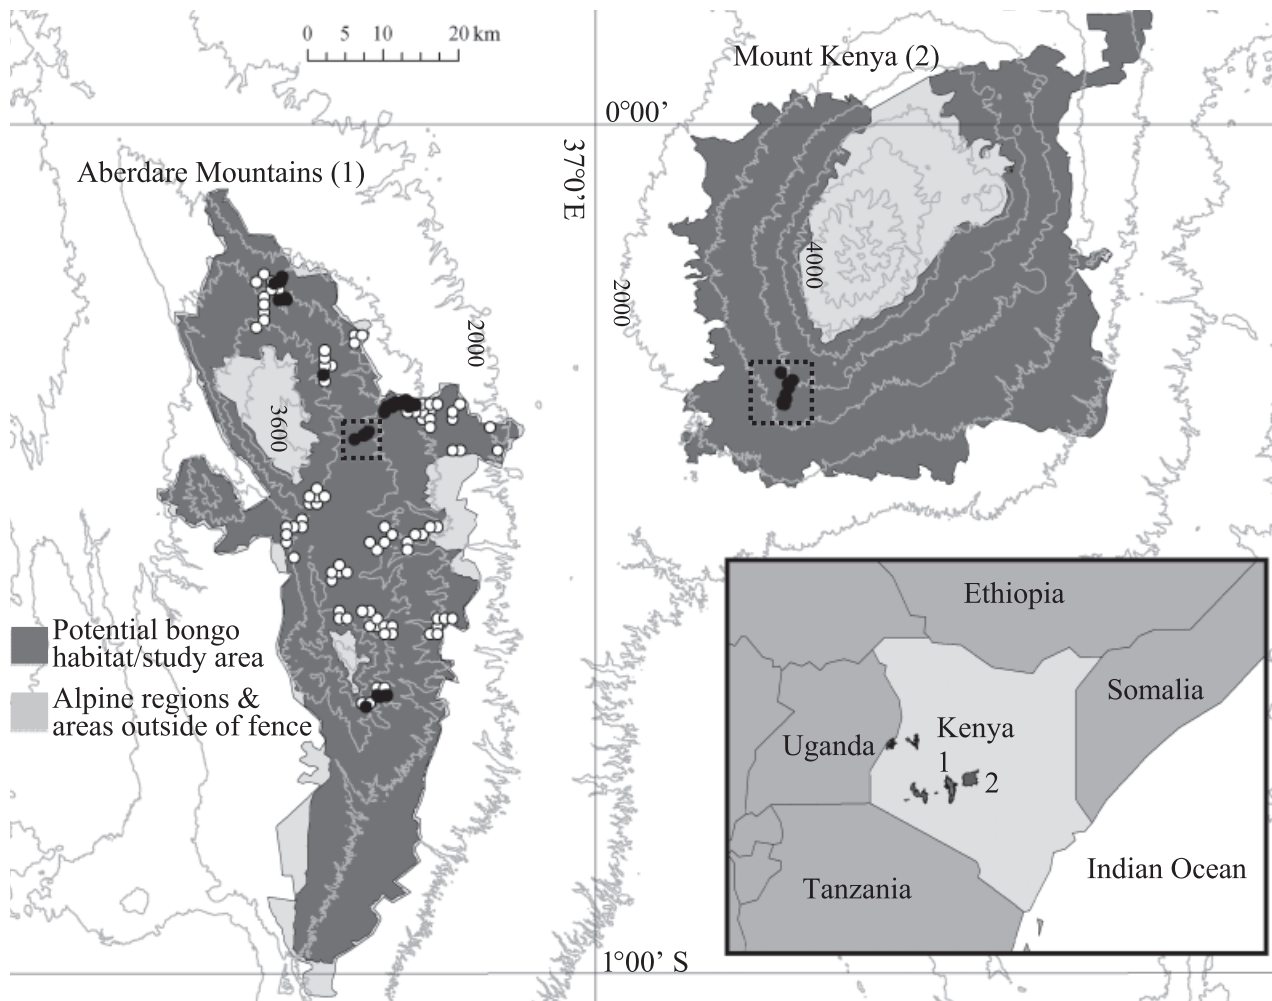 0 5 10 20 km
Mount Kenya (2)
0°00’
37°0’E
Aberdare Mountains (1)
4000
2000
2000
3600
Potential bongo
habitat/study area
Alpine regions &
areas outside of fence
Ethiopia
Somalia
Kenya
Uganda
1
2
Indian Ocean
Tanzania
1°00’ S